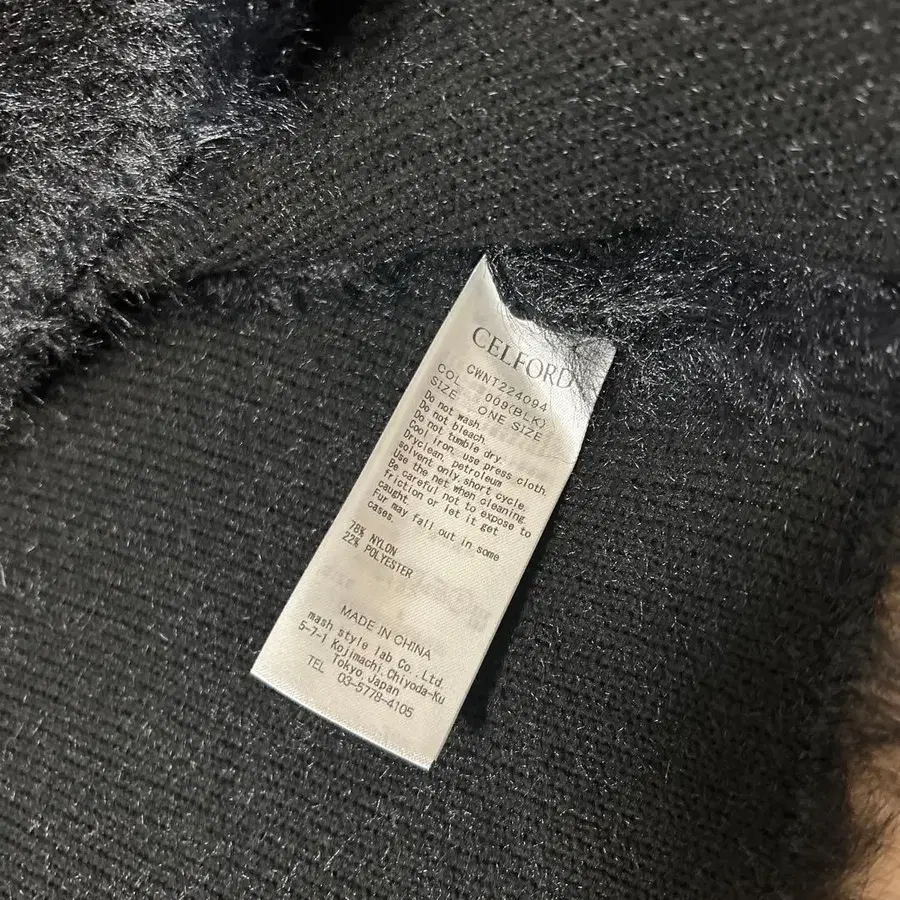 CELFORD
CWNT224094
COL 009(BLK)
SIZE ONE SIZE
Do not wash.
Do not bleach.
Do not tumble dry.
Cool iron, use press cloth.
Dryclean, petroleum
solvent only, short cycle.
Use the net when cleaning.
Be careful not to expose to
friction or let it get
caught.
Fur may fall out in some
cases.
78% NYLON
22% POLYESTER
MADE IN CHINA
mash style lab Co., Ltd.
5-7-1 Kojimachi,Chiyoda-Ku
Tokyo,Japan
TEL 03-5778-4105